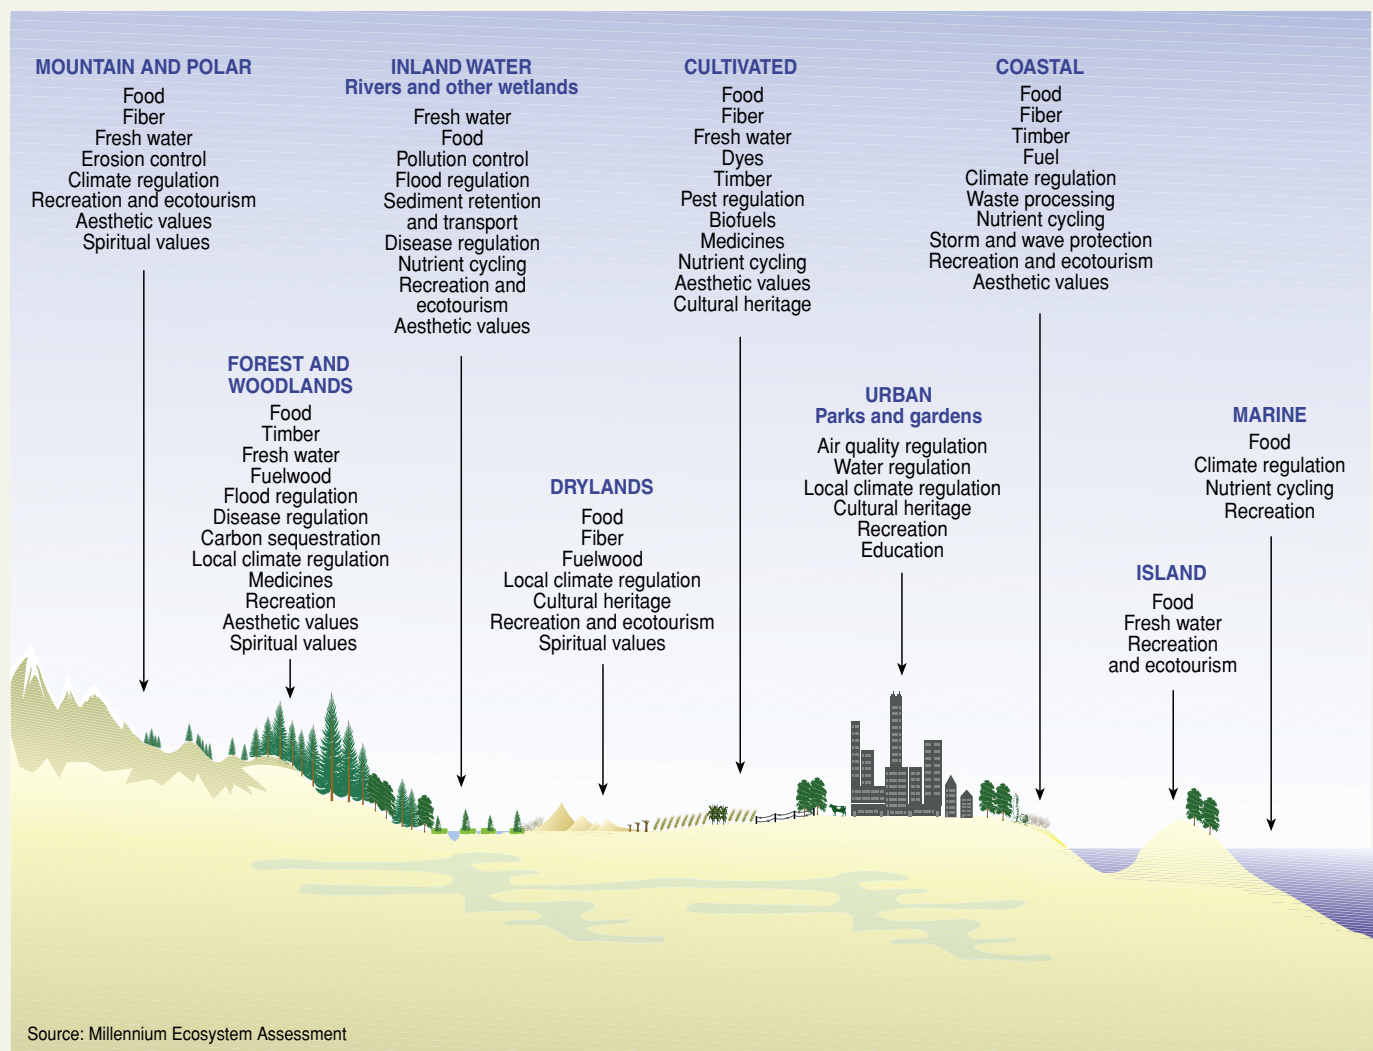 MOUNTAIN AND POLAR
Food
Fiber
Fresh water
Erosion control
Climate regulation
Recreation and ecotourism
Aesthetic values
Spiritual values
INLAND WATER
Rivers and other wetlands
Fresh water
Food
Pollution control
Flood regulation
Sediment retention
and transport
Disease regulation
Nutrient cycling
Recreation and
ecotourism
Aesthetic values
CULTIVATED
Food
Fiber
Fresh water
Dyes
Timber
Pest regulation
Biofuels
Medicines
Nutrient cycling
Aesthetic values
Cultural heritage
COASTAL
Food
Fiber
Timber
Fuel
Climate regulation
Waste processing
Nutrient cycling
Storm and wave protection
Recreation and ecotourism
Aesthetic values
FOREST AND
WOODLANDS
Food
Timber
Fresh water
Fuelwood
Flood regulation
Disease regulation
Carbon sequestration
Local climate regulation
Medicines
Recreation
Aesthetic values
Spiritual values
DRYLANDS
Food
Fiber
Fuelwood
Local climate regulation
Cultural heritage
Recreation and ecotourism
Spiritual values
URBAN
Parks and gardens
Air quality regulation
Water regulation
Local climate regulation
Cultural heritage
Recreation
Education
MARINE
Food
Climate regulation
Nutrient cycling
Recreation
ISLAND
Food
Fresh water
Recreation
and ecotourism
Source: Millennium Ecosystem Assessment